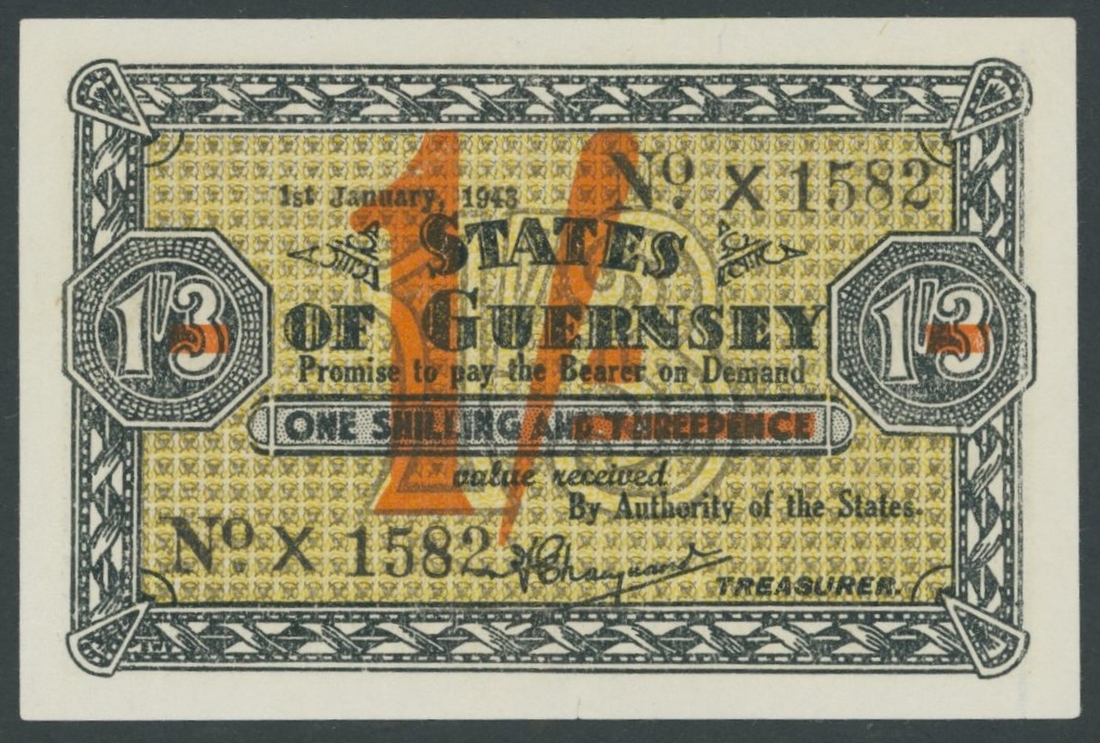 1st January, 1943
No. X 1582
1/
STATES
OF GUERNSEY
1/3
1/3
Promise to pay the Bearer on Demand
ONE SHILLING AND THREEPENCE
value received
By Authority of the States.
No. X 1582
TREASURER.